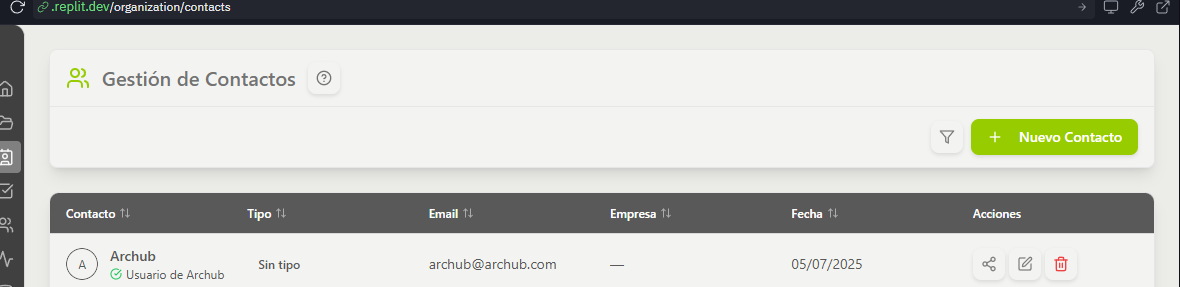 .replit.dev/organization/contacts
Gestión de Contactos
Nuevo Contacto
Contacto Tipo Email Empresa Fecha Acciones
Archub
A Sin tipo archub@archub.com — 05/07/2025
Usuario de Archub